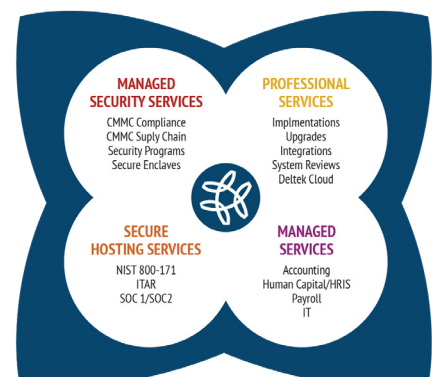 MANAGED
SECURITY SERVICES
CMMC Compliance
CMMC Suply Chain
Security Programs
Secure Enclaves
PROFESSIONAL
SERVICES
Implmentations
Upgrades
Integrations
System Reviews
Deltek Cloud
SECURE
HOSTING SERVICES
NIST 800-171
ITAR
SOC 1/SOC2
MANAGED
SERVICES
Accounting
Human Capital/HRIS
Payroll
IT